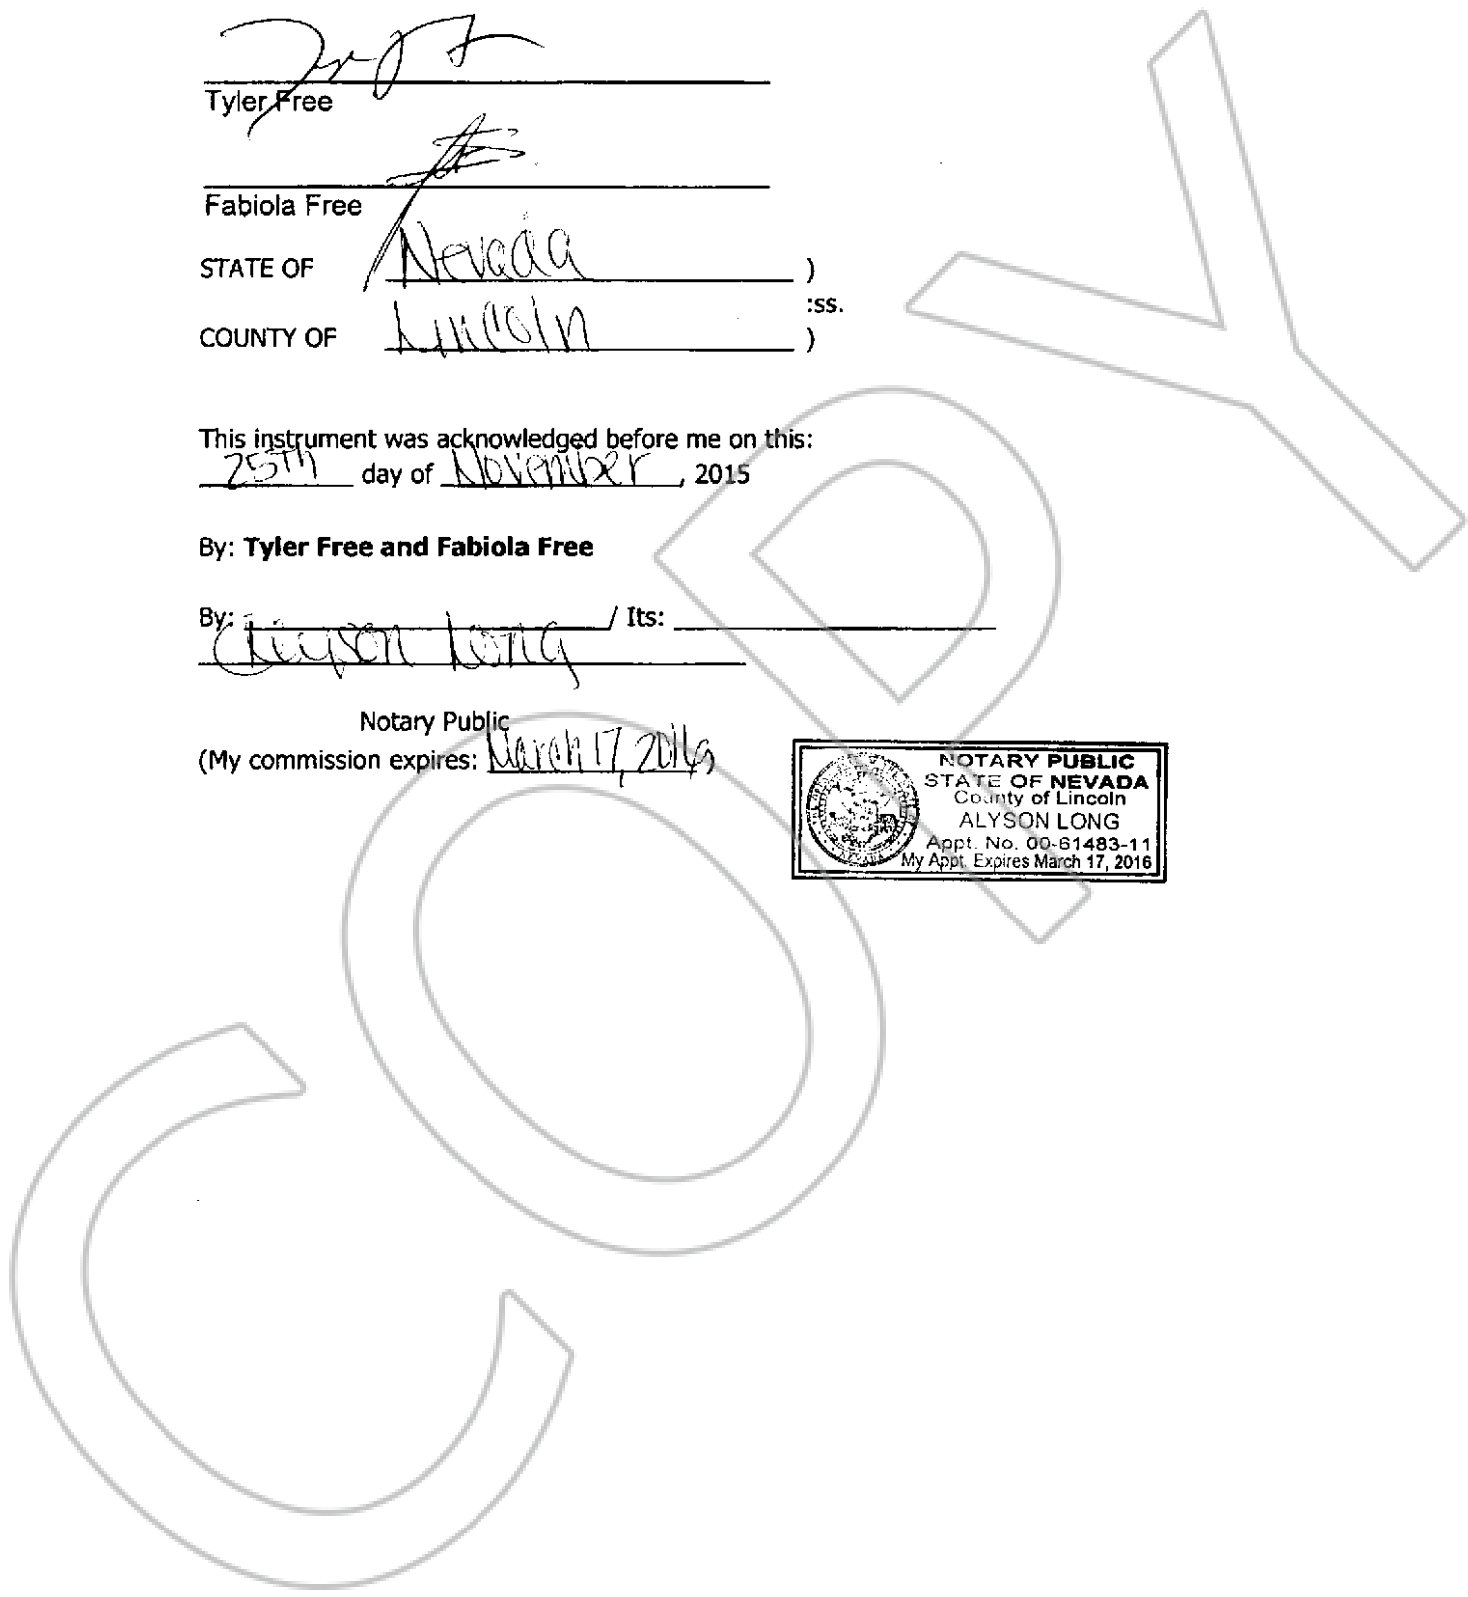 Tyler Free
Fabiola Free
STATE OF Nevada )
:ss.
COUNTY OF Lincoln )
This instrument was acknowledged before me on this:
25th day of November, 2015
By: Tyler Free and Fabiola Free
By: / Its:
Alyson Long
Notary Public
(My commission expires: March 17, 2016)
NOTARY PUBLIC
STATE OF NEVADA
County of Lincoln
ALYSON LONG
Appt. No. 00-61483-11
My Appt. Expires March 17, 2016
COPY